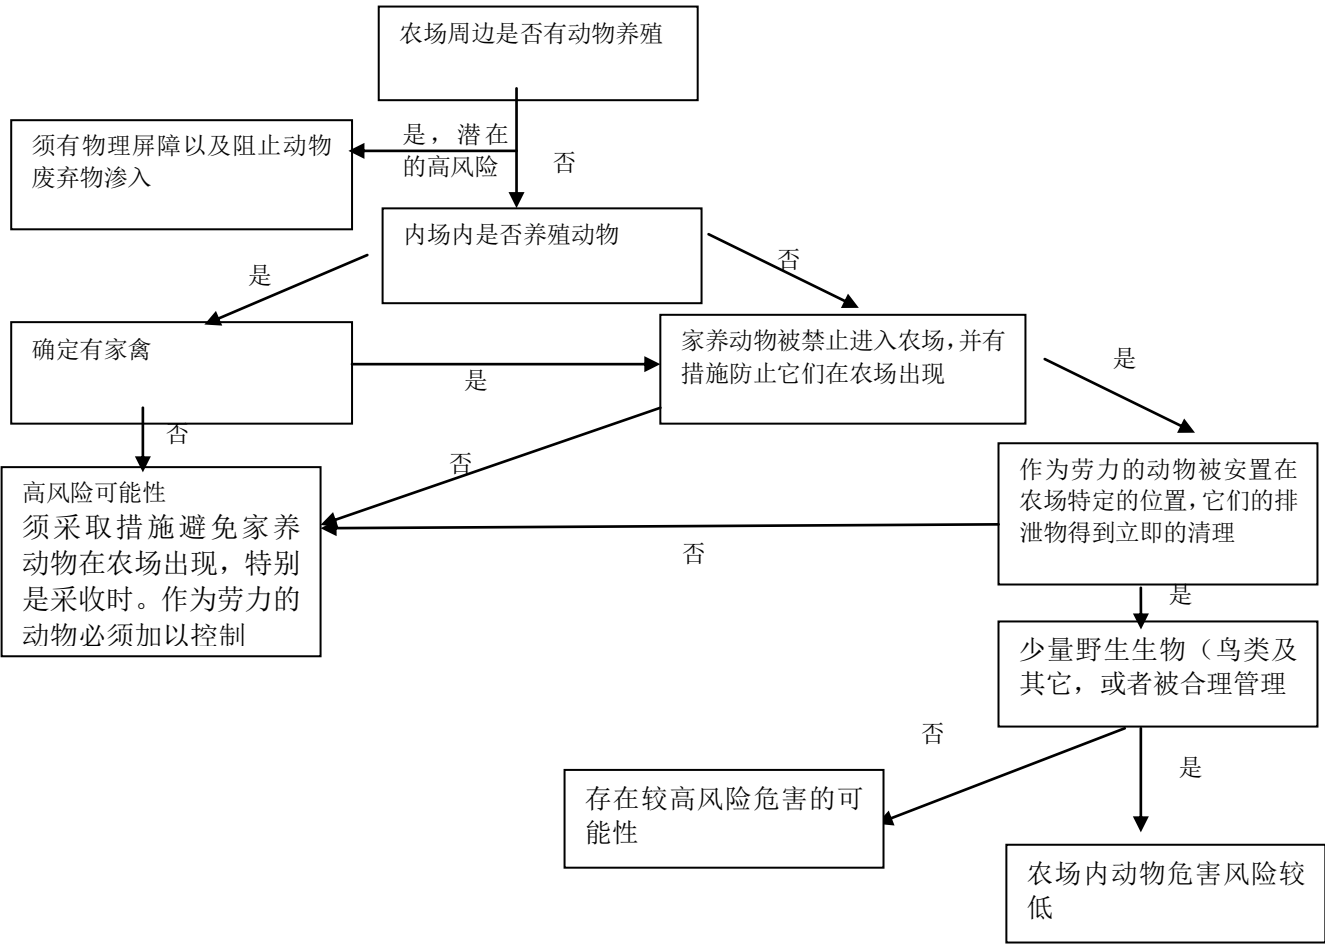 农场周边是否有动物养殖
须有物理屏障以及阻止动物
废弃物渗入
是，潜在
的高风险
否
内场内是否养殖动物
是
否
确定有家禽
是
家养动物被禁止进入农场,并有
措施防止它们在农场出现
是
否
否
高风险可能性
须采取措施避免家养
动物在农场出现，特别
是采收时。作为劳力的
动物必须加以控制
作为劳力的动物被安置在
农场特定的位置,它们的排
泄物得到立即的清理
否
是
少量野生生物（鸟类及
其它，或者被合理管理
否
是
存在较高风险危害的可
能性
农场内动物危害风险较
低